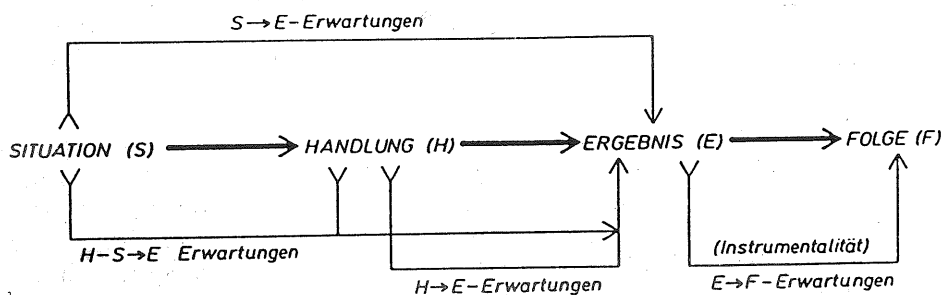 S→E-Erwartungen
SITUATION (S) HANDLUNG (H) ERGEBNIS (E) FOLGE (F)
H-S→E Erwartungen
(Instrumentalität)
H→E-Erwartungen
E→F-Erwartungen